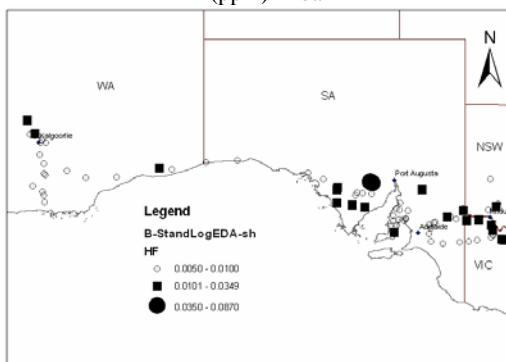 N
WA
SA
NSW
Kalgoorlie
Port Augusta
Adelaide
VIC
Legend
B-StandLogEDA-sh
HF
0.0050 - 0.0100
0.0101 - 0.0349
0.0350 - 0.0870